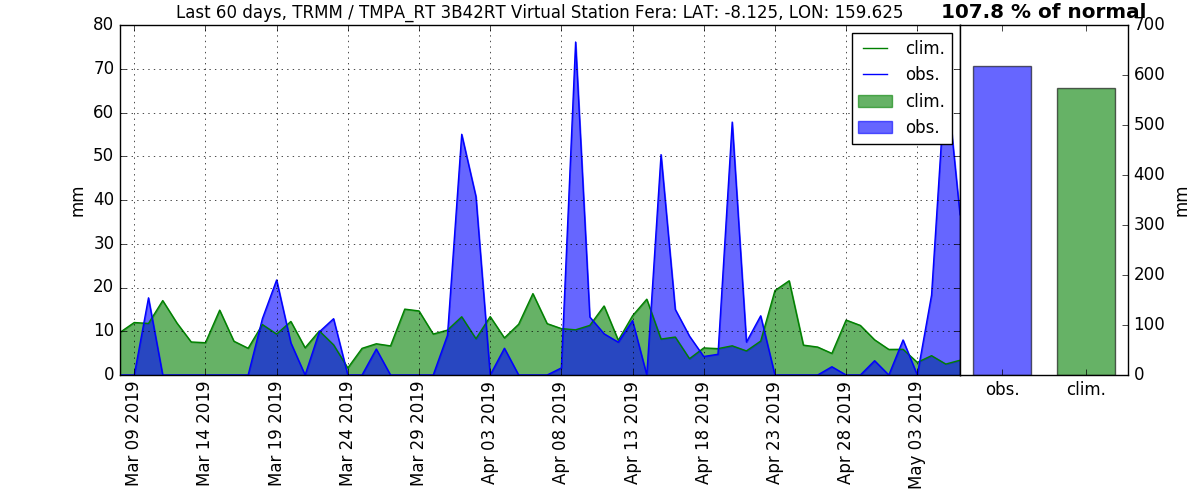 Last 60 days, TRMM / TMPA_RT 3B42RT Virtual Station Fera: LAT: -8.125, LON: 159.625
107.8 % of normal
80
70
60
50
40
30
20
10
0
mm
clim.
obs.
clim.
obs.
700
600
500
400
300
200
100
0
mm
obs.
clim.
Mar 09 2019
Mar 14 2019
Mar 19 2019
Mar 24 2019
Mar 29 2019
Apr 03 2019
Apr 08 2019
Apr 13 2019
Apr 18 2019
Apr 23 2019
Apr 28 2019
May 03 2019